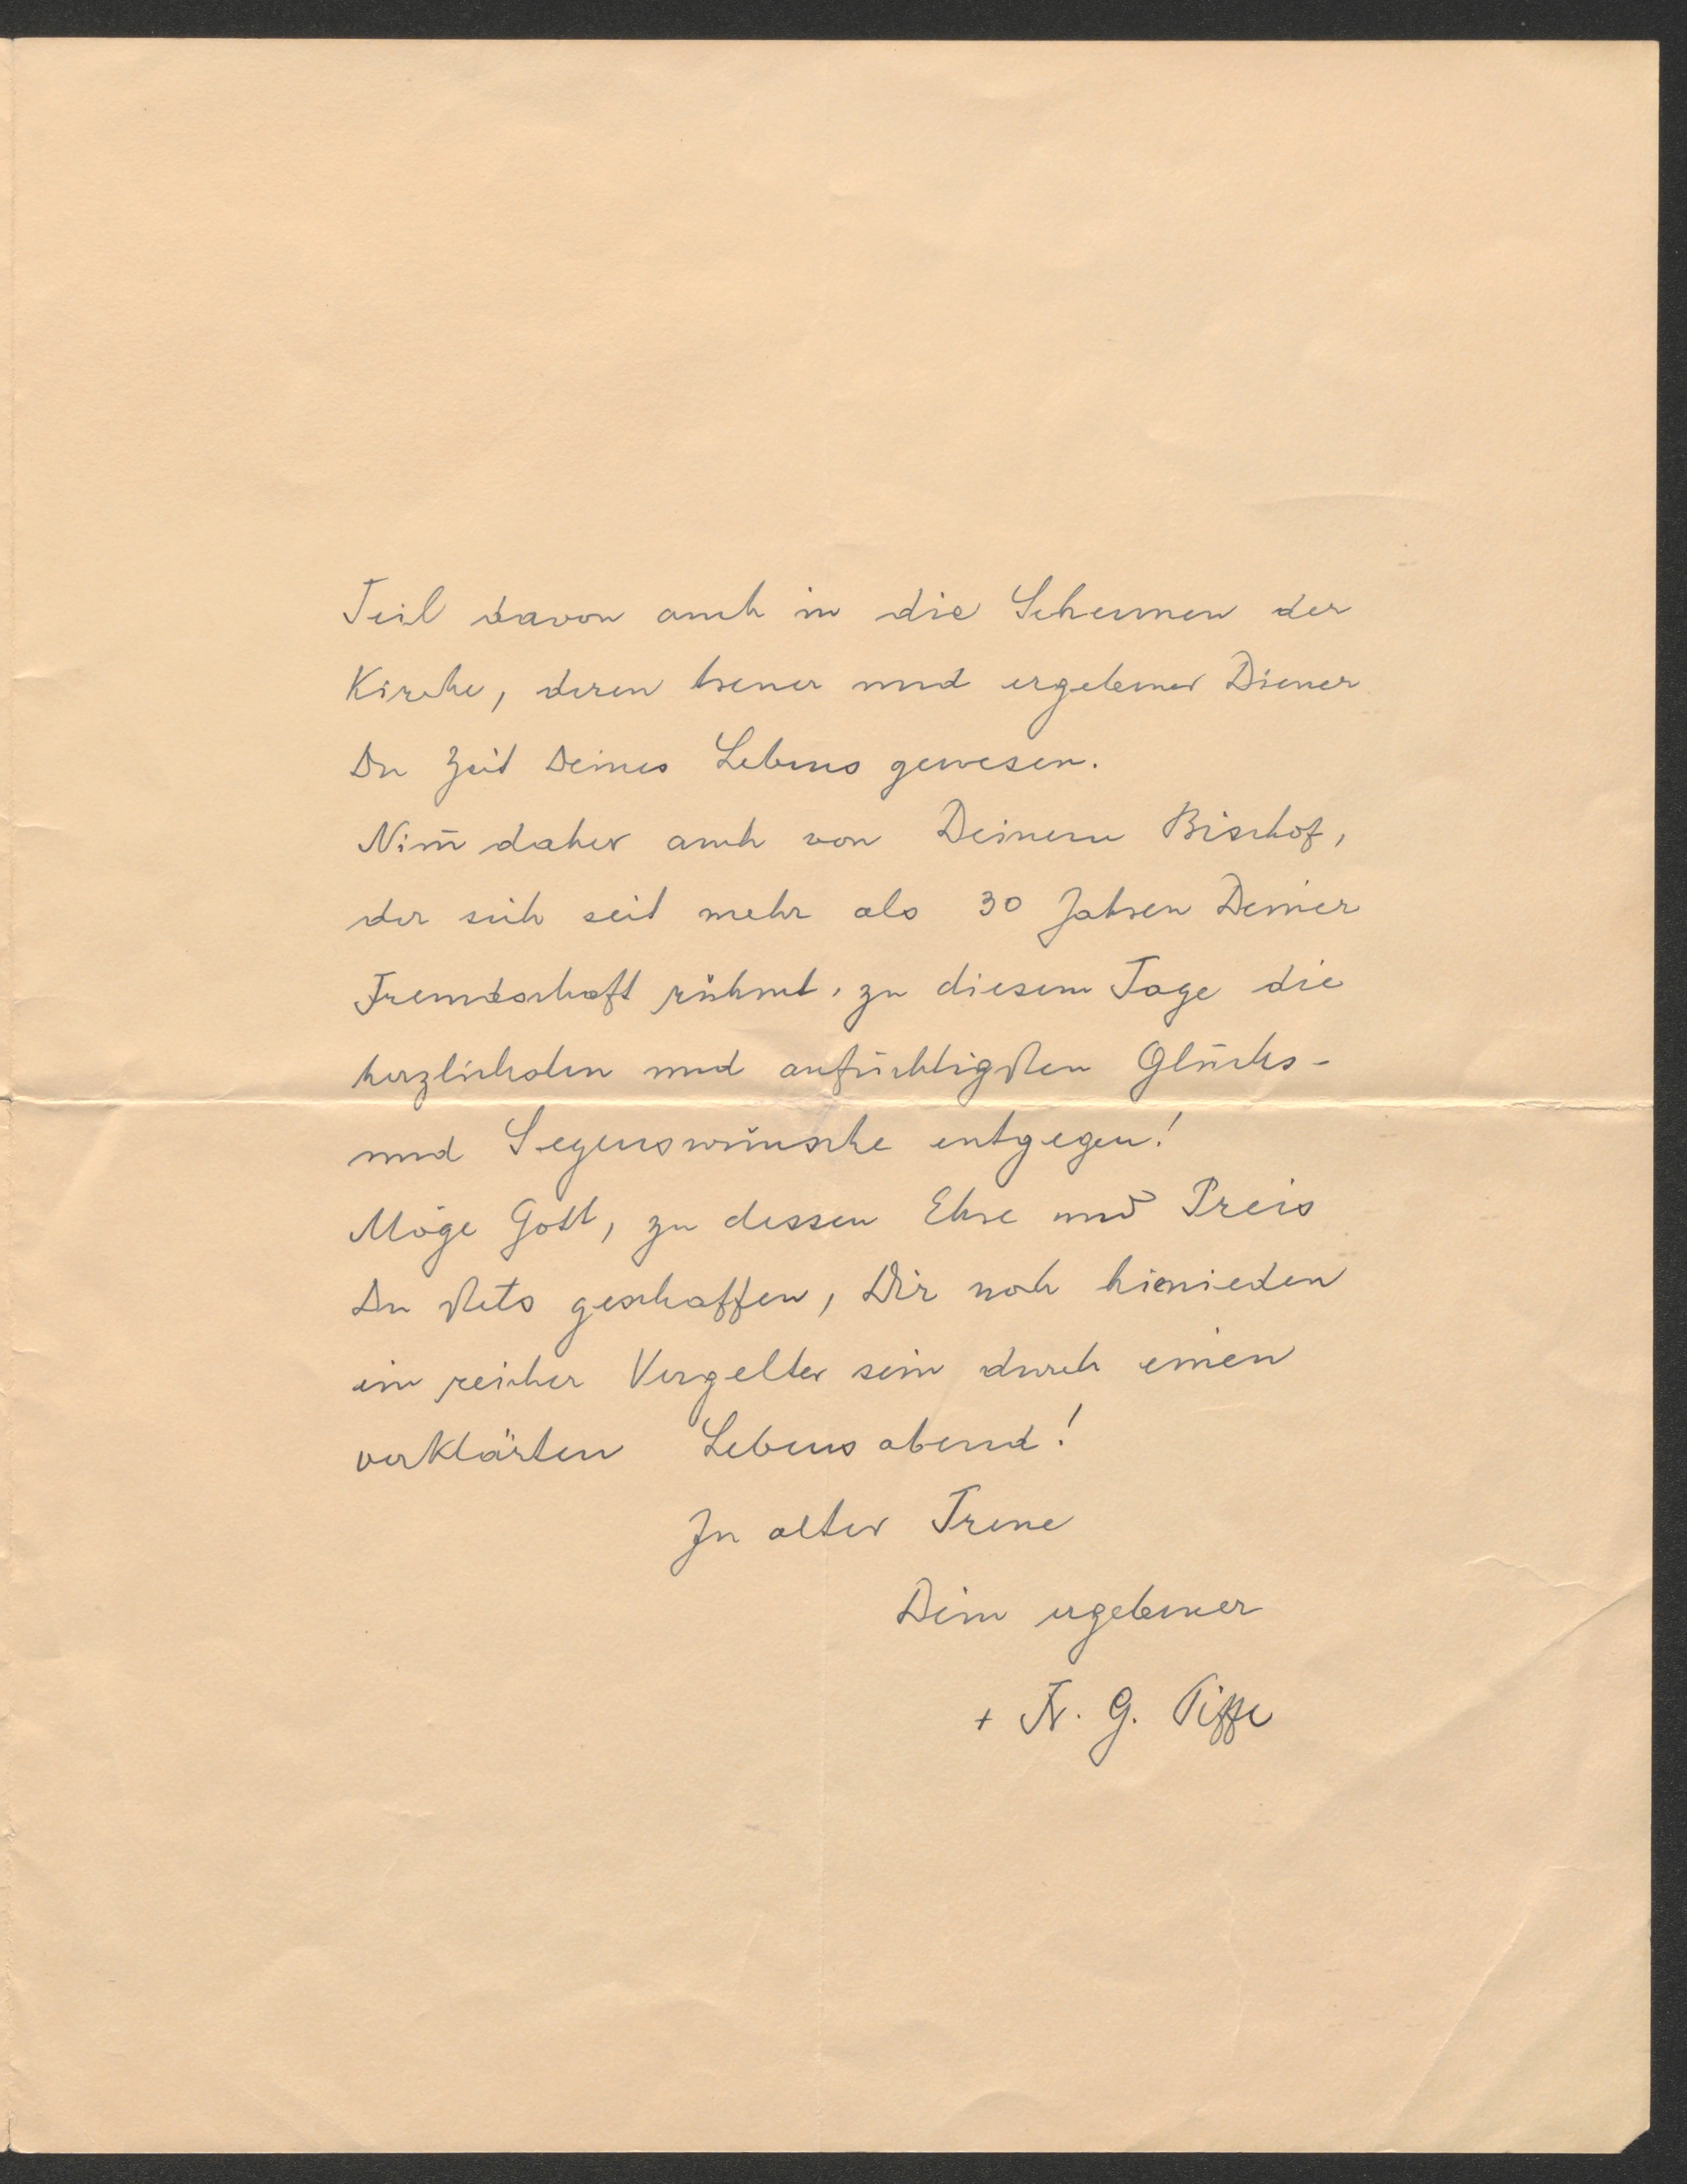 Teil davon auch in die Scheunen der
Kirche, deren treuer und ergebener Diener
Du Zeit Deines Lebens gewesen.
Nim̄ daher auch von Deinem Bischof,
der sich seit mehr als 30 Jahren Deiner
Freundschaft rühmt, zu diesem Tage die
herzlichsten und aufrichtigsten Glücks-
und Segenswünsche entgegen!
Möge Gott, zu dessen Ehre und Preis
Du stets geschaffen, Dir noch hienieden
ein reicher Vergelter sein durch einen
verklärten Lebensabend!
In alter Treue
Dein ergebener
+ Fr. G. Piffl